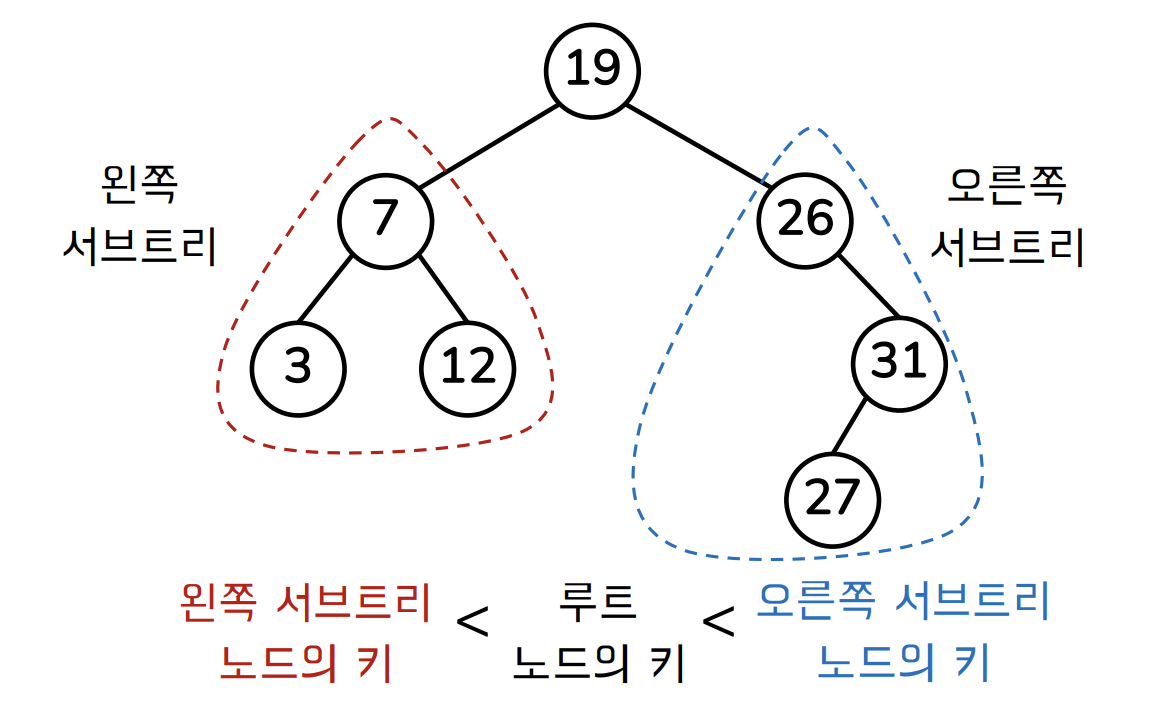 19
왼쪽
서브트리
7
26
오른쪽
서브트리
3
12
31
27
왼쪽 서브트리
노드의 키
<
루트
노드의 키
<
오른쪽 서브트리
노드의 키